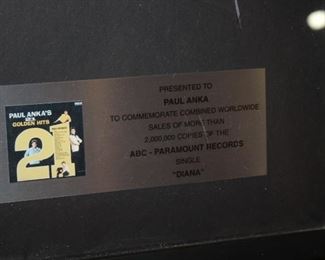 PAUL ANKA'S
GOLDEN HITS
21
PRESENTED TO
PAUL ANKA
TO COMMEMORATE COMBINED WORLDWIDE
SALES OF MORE THAN
2,000,000 COPIES OF THE
ABC - PARAMOUNT RECORDS
SINGLE
"DIANA"